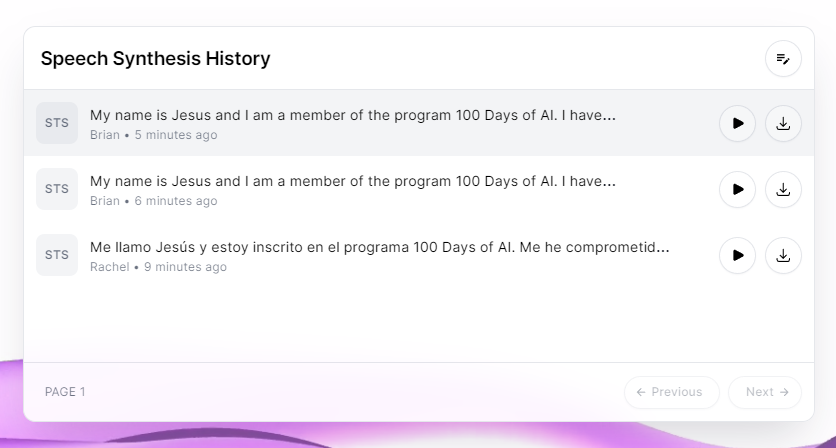 Speech Synthesis History
STS
My name is Jesus and I am a member of the program 100 Days of AI. I have...
Brian • 5 minutes ago
STS
My name is Jesus and I am a member of the program 100 Days of AI. I have...
Brian • 6 minutes ago
STS
Me llamo Jesús y estoy inscrito en el programa 100 Days of AI. Me he comprometid...
Rachel • 9 minutes ago
PAGE 1
← Previous
Next →